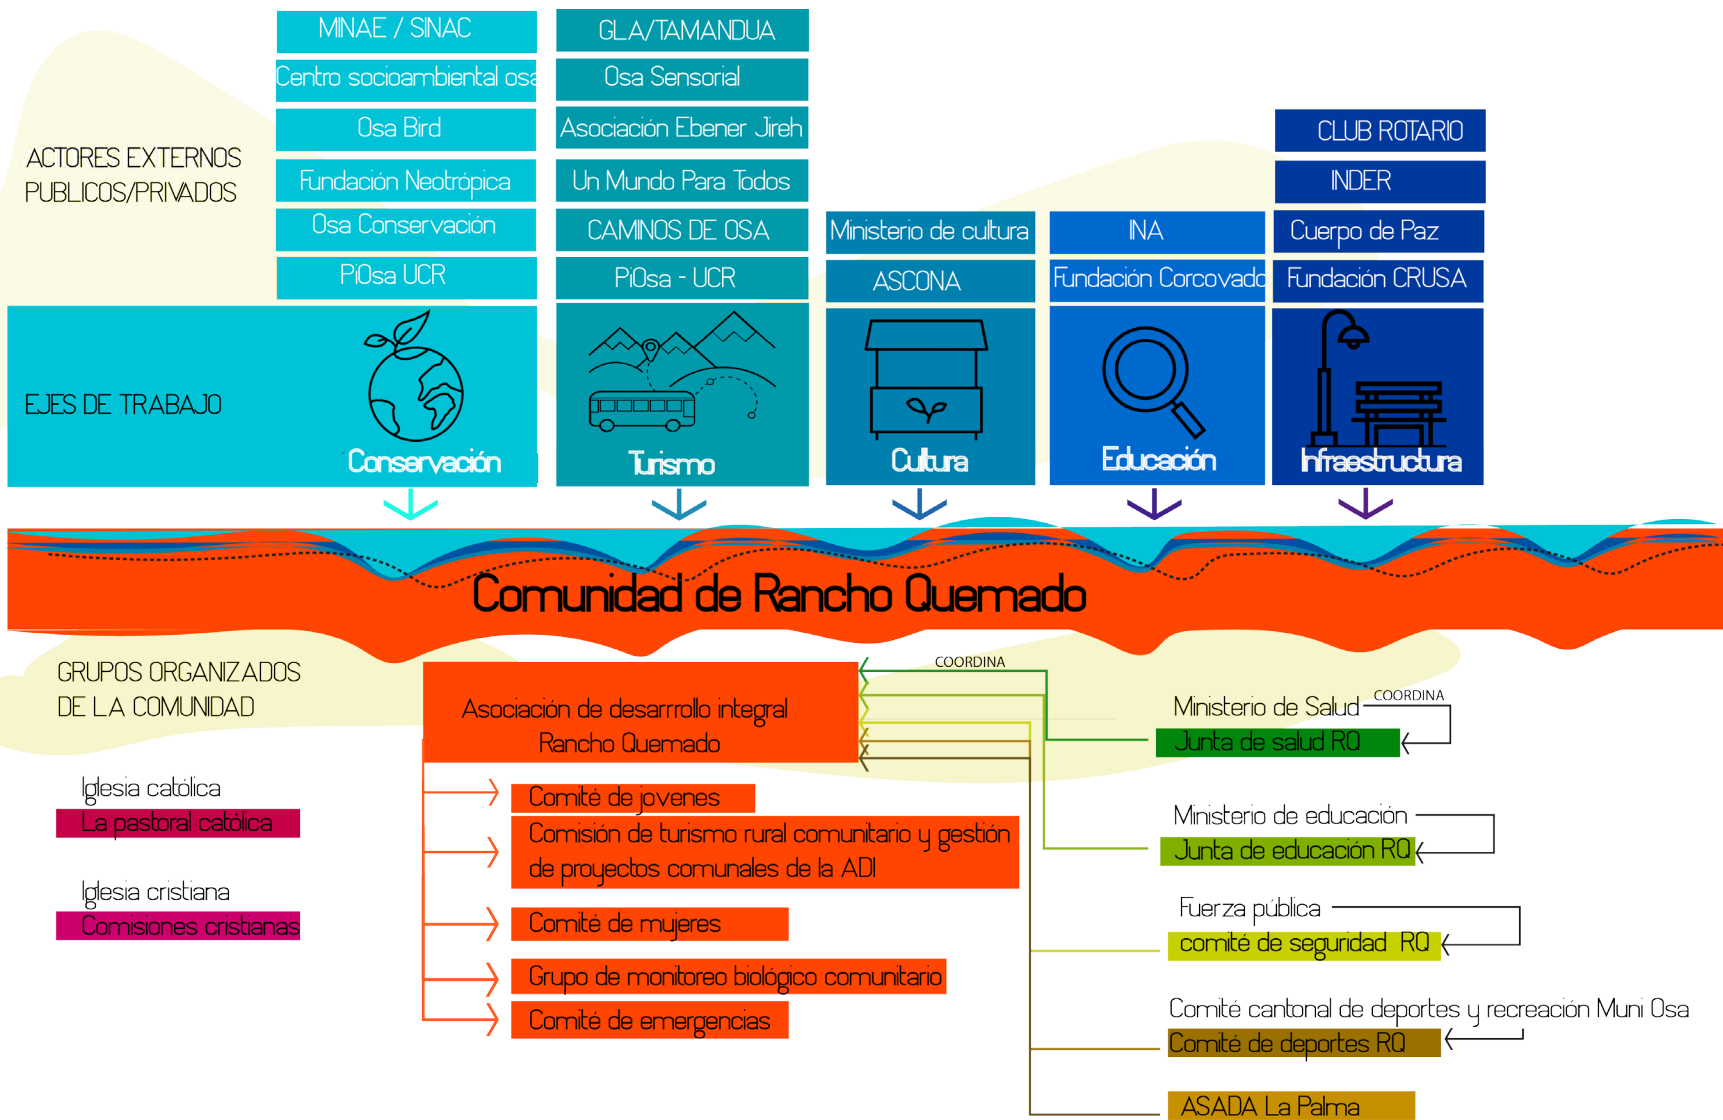 ACTORES EXTERNOS
PUBLICOS/PRIVADOS
MINAE / SINAC
Centro socioambiental osa
Osa Bird
Fundación Neotrópica
Osa Conservación
PiOsa UCR
GLA/TAMANDUA
Osa Sensorial
Asociación Ebener Jireh
Un Mundo Para Todos
CAMINOS DE OSA
PiOsa - UCR
Ministerio de cultura
ASCONA
INA
Fundación Corcovado
CLUB ROTARIO
INDER
Cuerpo de Paz
Fundación CRUSA
EJES DE TRABAJO
Conservación
Turismo
Cultura
Educación
Infraestructura
Comunidad de Rancho Quemado
GRUPOS ORGANIZADOS
DE LA COMUNIDAD
Iglesia católica
La pastoral católica
Iglesia cristiana
Comisiones cristianas
Asociación de desarrrollo integral
Rancho Quemado
Comité de jovenes
Comisión de turismo rural comunitario y gestión
de proyectos comunales de la ADI
Comité de mujeres
Grupo de monitoreo biológico comunitario
Comité de emergencias
COORDINA
Ministerio de Salud
COORDINA
Junta de salud RQ
Ministerio de educación
Junta de educación RQ
Fuerza pública
comité de seguridad RQ
Comité cantonal de deportes y recreación Muni Osa
Comité de deportes RQ
ASADA La Palma